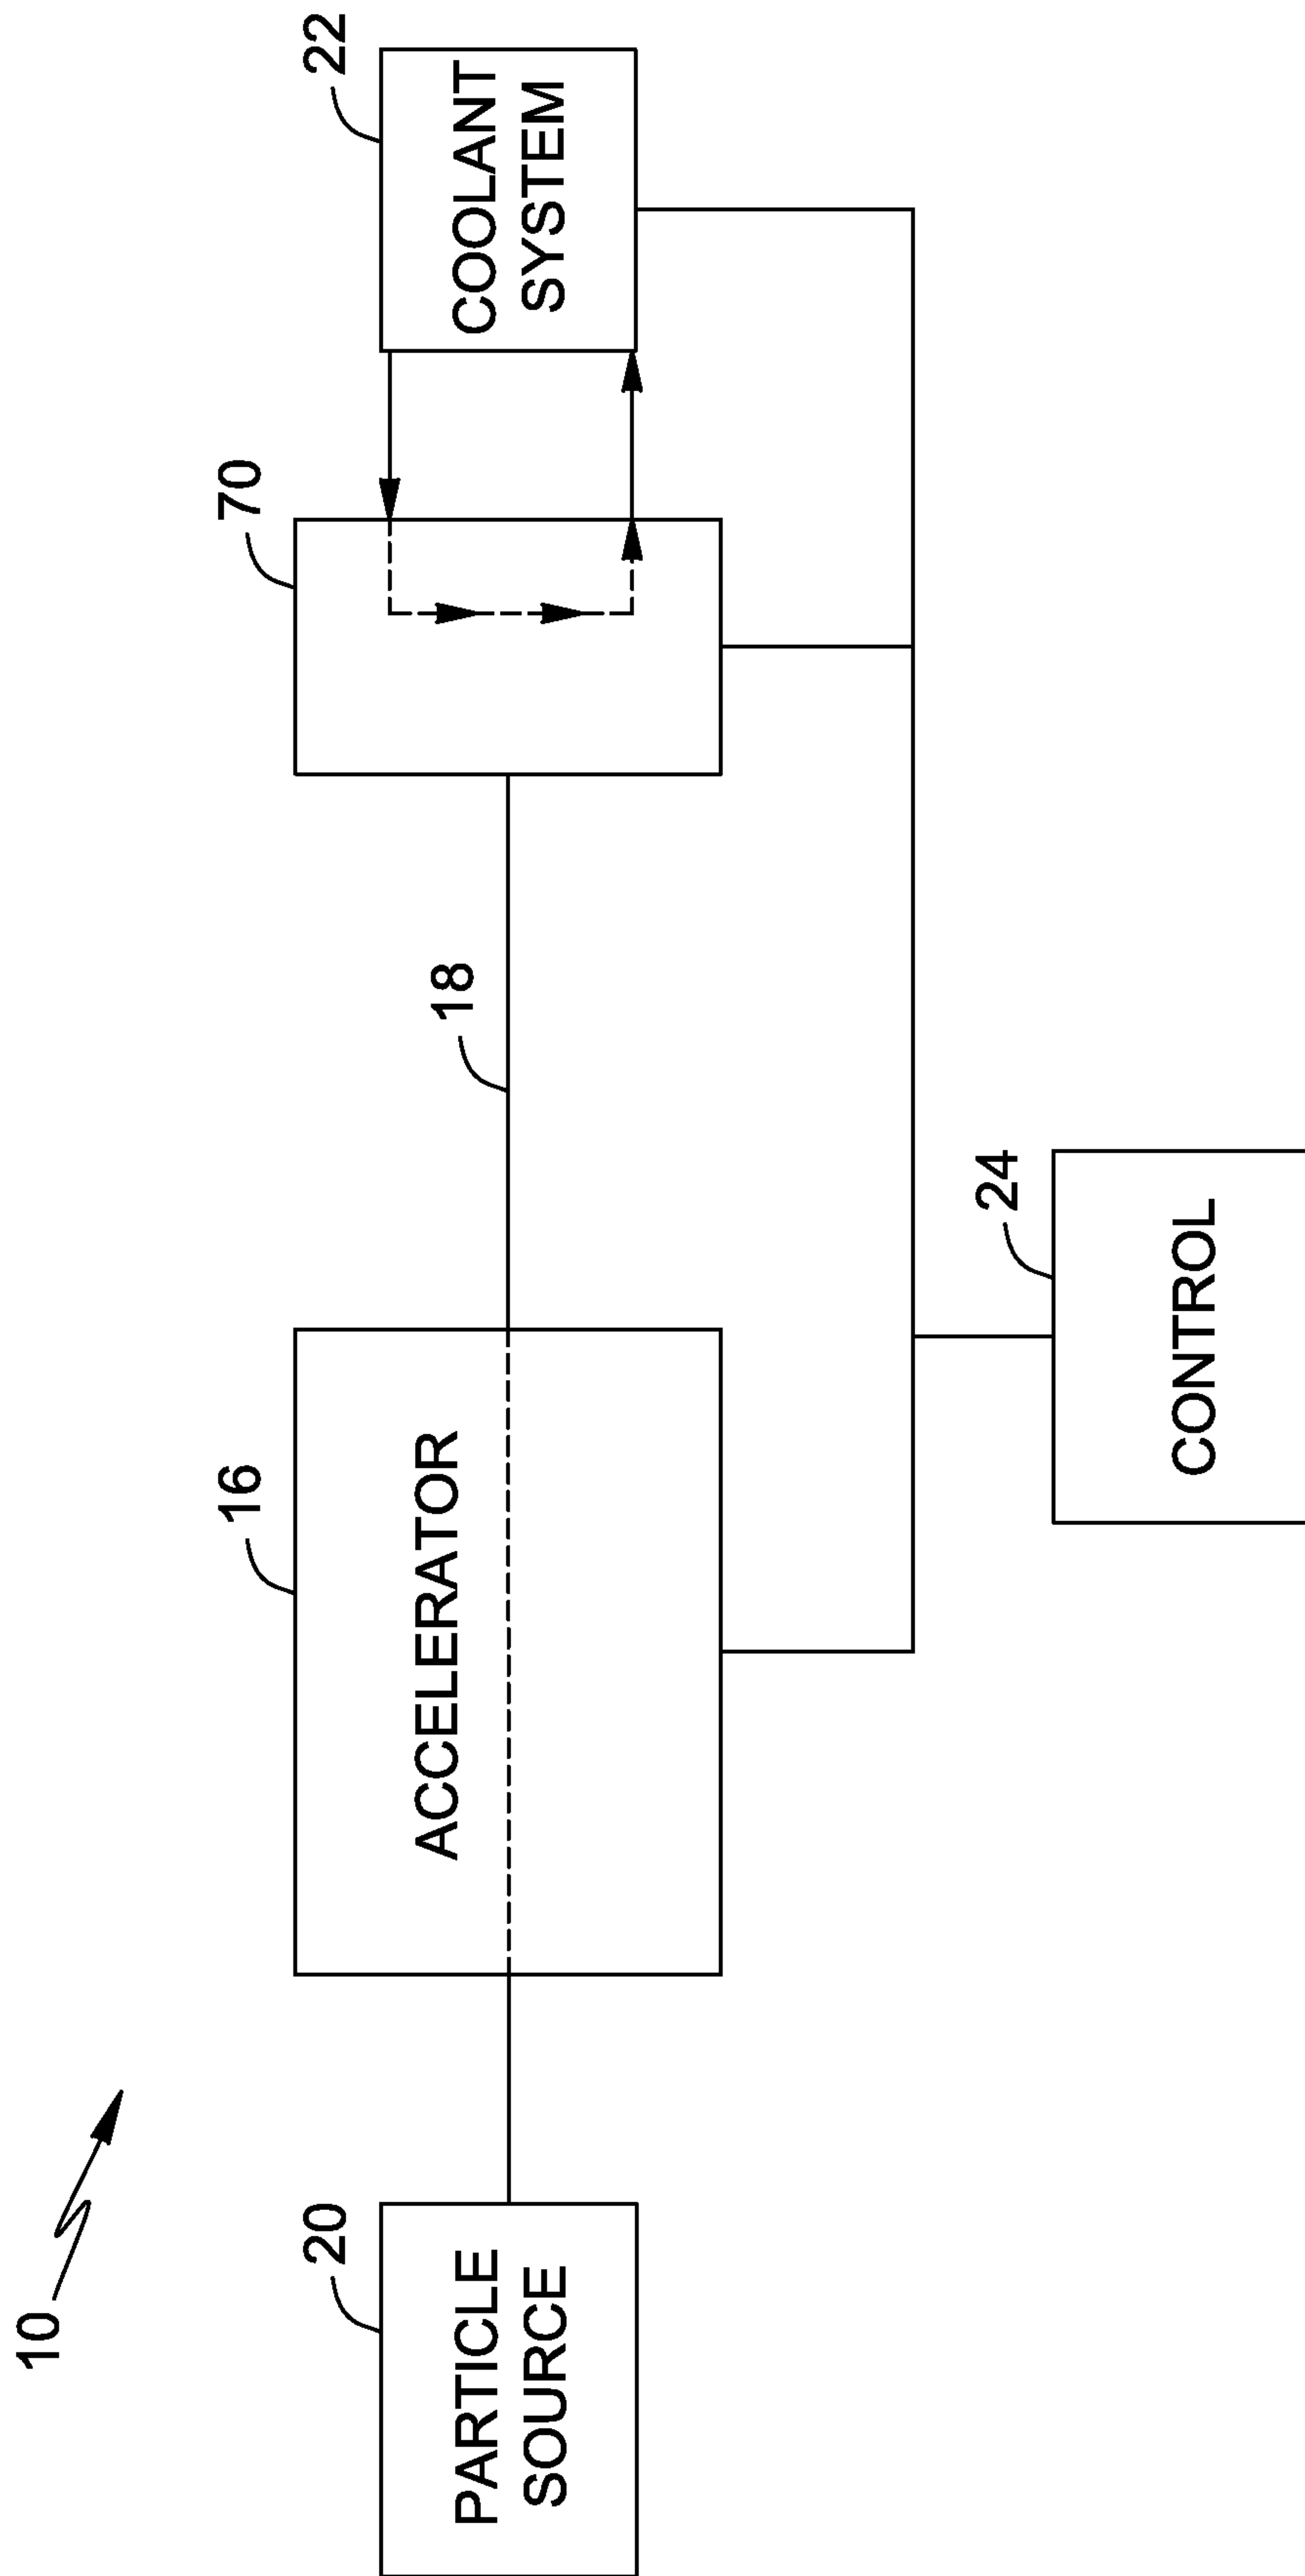 10
20
PARTICLE
SOURCE
16
ACCELERATOR
18
70
22
COOLANT
SYSTEM
24
CONTROL